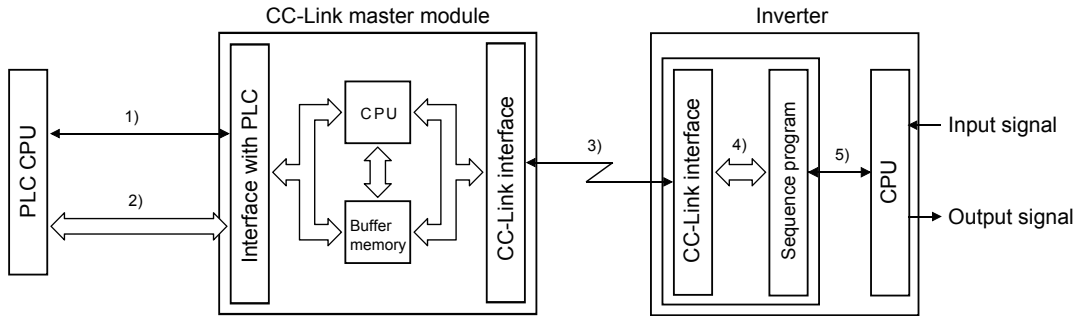 CC-Link master module
Inverter
PLC CPU
1)
2)
Interface with PLC
CPU
Buffer
memory
CC-Link interface
3)
CC-Link interface
4)
Sequence program
5)
CPU
Input signal
Output signal